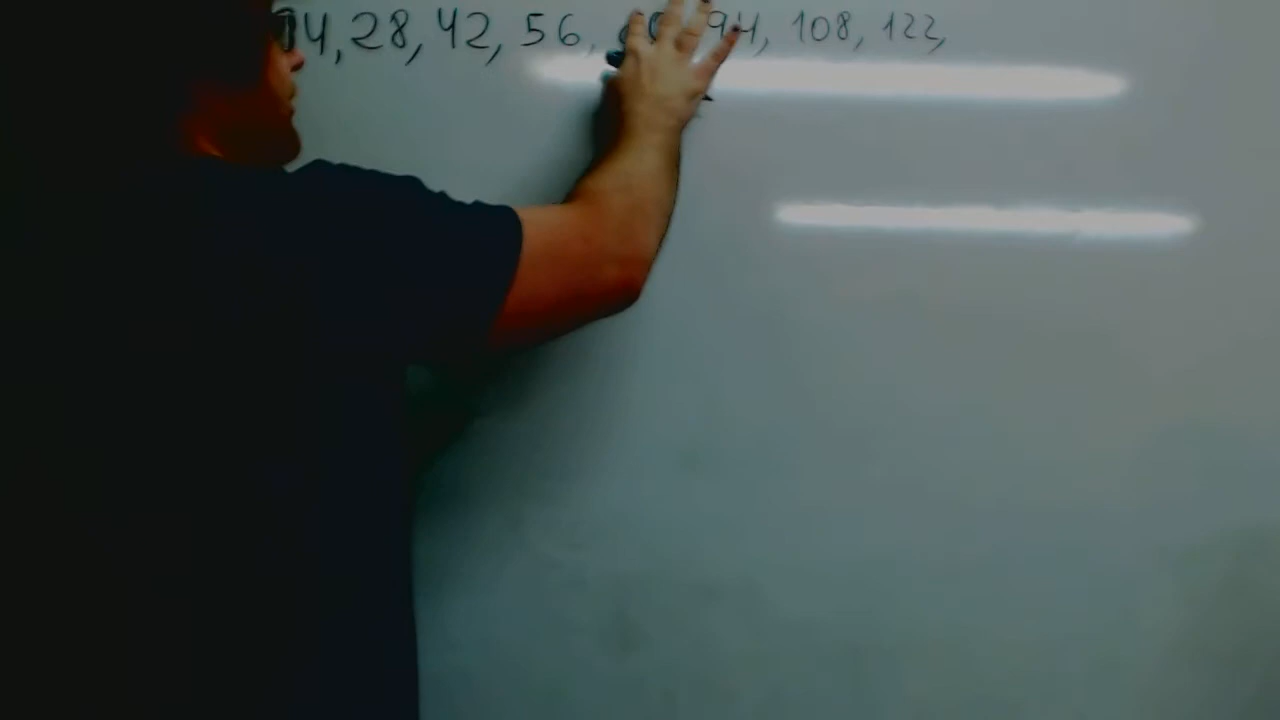 14, 28, 42, 56, 94, 108, 122,